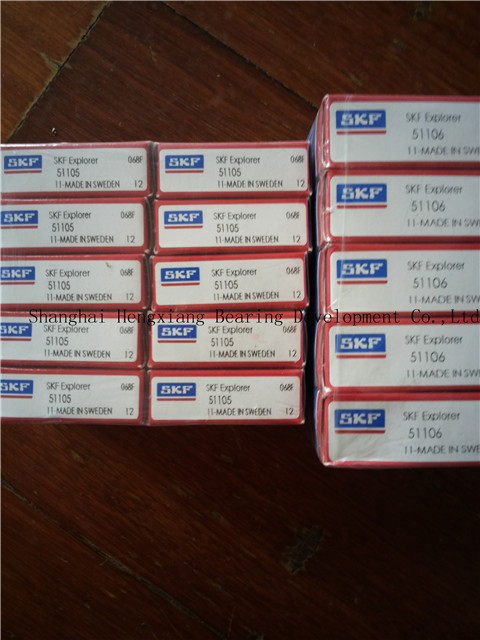 SKF SKF Explorer 068F
51105
11-MADE IN SWEDEN 12
SKF SKF Explorer 068F
51105
11-MADE IN SWEDEN 12
SKF SKF Explorer
51106
11-MADE IN SW
SKF SKF Explorer 068F
51105
11-MADE IN SWEDEN 12
SKF SKF Explorer 068F
51105
11-MADE IN SWEDEN 12
SKF SKF Explorer
51106
11-MADE IN SWE
SKF SKF Explorer 068F
51105
11-MADE IN SWEDEN 12
SKF SKF Explorer 068F
51105
11-MADE IN SWEDEN 12
SKF SKF Explorer
51106
11-MADE IN SWE
Shanghai Hengxiang Bearing Dvelopment Co.,Ltd
SKF SKF Explorer 068F
51105
11-MADE IN SWEDEN 12
SKF SKF Explorer 068F
51105
11-MADE IN SWEDEN 12
SKF SKF Explorer
51106
11-MADE IN SWE
SKF SKF Explorer 068F
51105
11-MADE IN SWEDEN 12
SKF SKF Explorer 068F
51105
11-MADE IN SWEDEN 12
SKF SKF Explorer
51106
11-MADE IN SWE